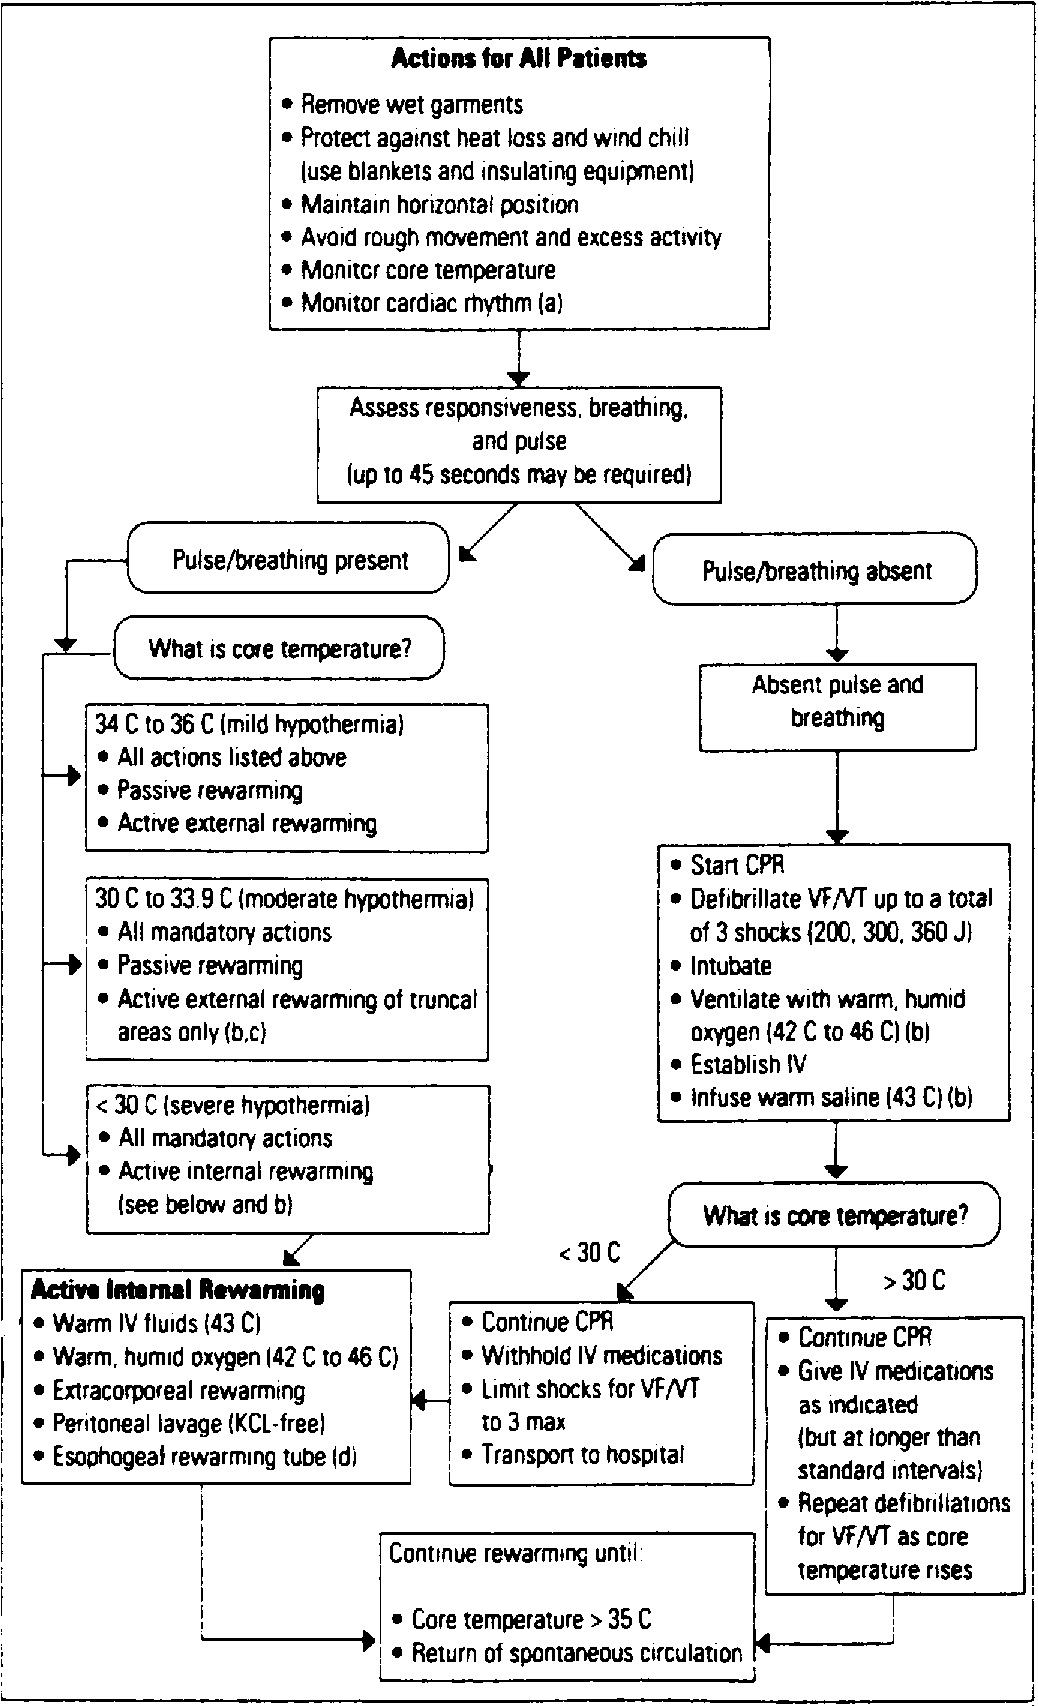 Actions for All Patients
• Remove wet garments
• Protect against heat loss and wind chill
(use blankets and insulating equipment)
• Maintain horizontal position
• Avoid rough movement and excess activity
• Monitor core temperature
• Monitor cardiac rhythm (a)
Assess responsiveness, breathing,
and pulse
(up to 45 seconds may be required)
Pulse/breathing present
Pulse/breathing absent
What is core temperature?
Absent pulse and
breathing
34 C to 36 C (mild hypothermia)
• All actions listed above
• Passive rewarming
• Active external rewarming
30 C to 33.9 C (moderate hypothermia)
• All mandatory actions
• Passive rewarming
• Active external rewarming of truncal
areas only (b,c)
< 30 C (severe hypothermia)
• All mandatory actions
• Active internal rewarming
(see below and b)
• Start CPR
• Defibrillate VF/VT up to a total
of 3 shocks (200, 300, 360 J)
• Intubate
• Ventilate with warm, humid
oxygen (42 C to 46 C) (b)
• Establish IV
• Infuse warm saline (43 C) (b)
What is core temperature?
< 30 C
> 30 C
Active Internal Rewarming
• Warm IV fluids (43 C)
• Warm, humid oxygen (42 C to 46 C)
• Extracorporeal rewarming
• Peritoneal lavage (KCL-free)
• Esophogeal rewarming tube (d)
• Continue CPR
• Withhold IV medications
• Limit shocks for VF/VT
to 3 max
• Transport to hospital
• Continue CPR
• Give IV medications
as indicated
(but at longer than
standard intervals)
• Repeat defibrillations
for VF/VT as core
temperature rises
Continue rewarming until:
• Core temperature > 35 C
• Return of spontaneous circulation